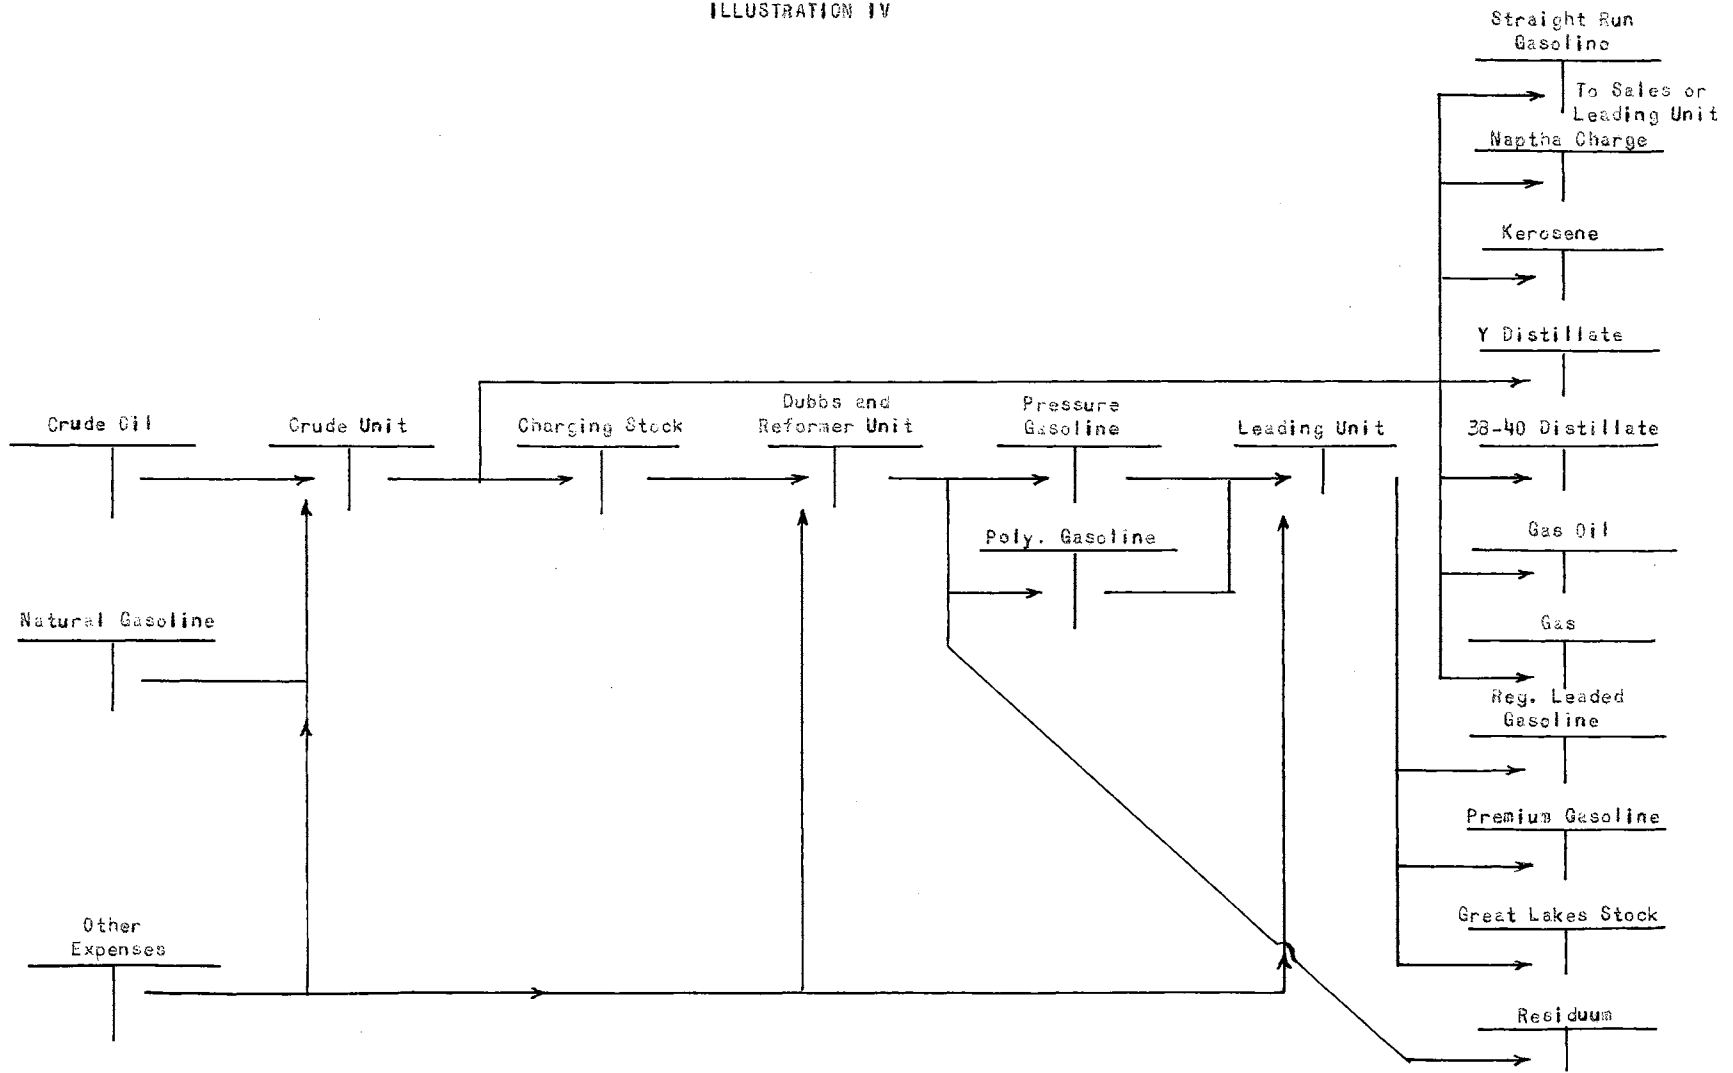 ILLUSTRATION IV
Straight Run
Gasoline
To Sales or
Leading Unit
Naptha Charge
Kerosene
Y Distillate
Crude Oil
Crude Unit
Charging Stock
Dubbs and
Reformer Unit
Pressure
Gasoline
Leading Unit
38-40 Distillate
Poly. Gasoline
Gas Oil
Natural Gasoline
Gas
Reg. Leaded
Gasoline
Premium Gasoline
Other
Expenses
Great Lakes Stock
Residuum